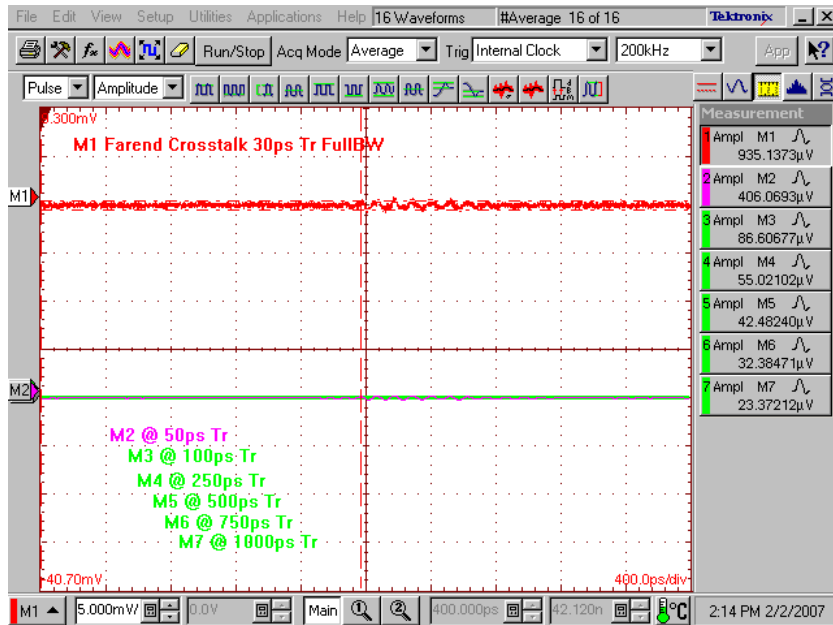 File Edit View Setup Utilities Applications Help 16 Waveforms #Average 16 of 16 Tektronix
Run/Stop Acq Mode Average Trig Internal Clock 200kHz App
Pulse Amplitude
.300mV
M1 Farend Crosstalk 30ps Tr FullBW
M1
M2
M2 @ 50ps Tr
M3 @ 100ps Tr
M4 @ 250ps Tr
M5 @ 500ps Tr
M6 @ 750ps Tr
M7 @ 1000ps Tr
-40.70mV
400.0ps/div
Measurement
1 Ampl M1
935.1373µV
2 Ampl M2
406.0693µV
3 Ampl M3
86.60677µV
4 Ampl M4
55.02102µV
5 Ampl M5
42.48240µV
6 Ampl M6
32.38471µV
7 Ampl M7
23.37212µV
M1 5.000mV/ 0.0V Main 1 2 400.000ps 42.120n °C 2:14 PM 2/2/2007